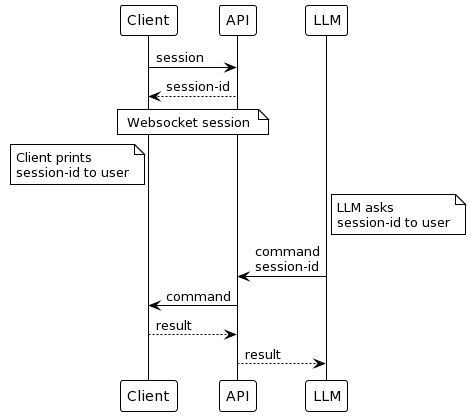 Client
API
LLM
session
session-id
Websocket session
Client prints
session-id to user
LLM asks
session-id to user
command
session-id
command
result
result
Client
API
LLM